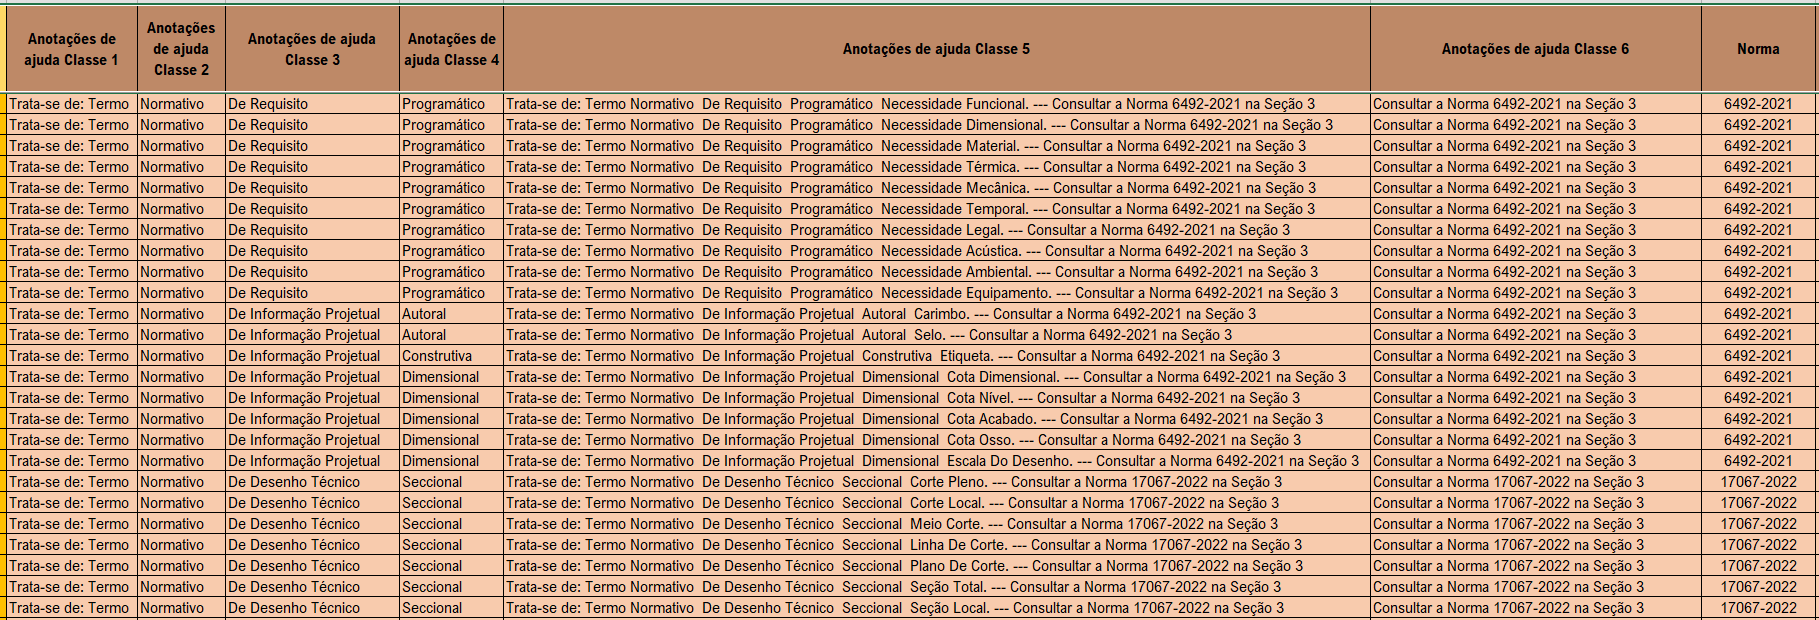 Anotações de ajuda Classe 1 Anotações de ajuda Classe 2 Anotações de ajuda Classe 3 Anotações de ajuda Classe 4 Anotações de ajuda Classe 5 Anotações de ajuda Classe 6 Norma
Trata-se de: Termo Normativo De Requisito Programático Trata-se de: Termo Normativo  De Requisito  Programático  Necessidade Funcional. --- Consultar a Norma 6492-2021 na Seção 3 Consultar a Norma 6492-2021 na Seção 3 6492-2021
Trata-se de: Termo Normativo De Requisito Programático Trata-se de: Termo Normativo  De Requisito  Programático  Necessidade Dimensional. --- Consultar a Norma 6492-2021 na Seção 3 Consultar a Norma 6492-2021 na Seção 3 6492-2021
Trata-se de: Termo Normativo De Requisito Programático Trata-se de: Termo Normativo  De Requisito  Programático  Necessidade Material. --- Consultar a Norma 6492-2021 na Seção 3 Consultar a Norma 6492-2021 na Seção 3 6492-2021
Trata-se de: Termo Normativo De Requisito Programático Trata-se de: Termo Normativo  De Requisito  Programático  Necessidade Térmica. --- Consultar a Norma 6492-2021 na Seção 3 Consultar a Norma 6492-2021 na Seção 3 6492-2021
Trata-se de: Termo Normativo De Requisito Programático Trata-se de: Termo Normativo  De Requisito  Programático  Necessidade Mecânica. --- Consultar a Norma 6492-2021 na Seção 3 Consultar a Norma 6492-2021 na Seção 3 6492-2021
Trata-se de: Termo Normativo De Requisito Programático Trata-se de: Termo Normativo  De Requisito  Programático  Necessidade Temporal. --- Consultar a Norma 6492-2021 na Seção 3 Consultar a Norma 6492-2021 na Seção 3 6492-2021
Trata-se de: Termo Normativo De Requisito Programático Trata-se de: Termo Normativo  De Requisito  Programático  Necessidade Legal. --- Consultar a Norma 6492-2021 na Seção 3 Consultar a Norma 6492-2021 na Seção 3 6492-2021
Trata-se de: Termo Normativo De Requisito Programático Trata-se de: Termo Normativo  De Requisito  Programático  Necessidade Acústica. --- Consultar a Norma 6492-2021 na Seção 3 Consultar a Norma 6492-2021 na Seção 3 6492-2021
Trata-se de: Termo Normativo De Requisito Programático Trata-se de: Termo Normativo  De Requisito  Programático  Necessidade Ambiental. --- Consultar a Norma 6492-2021 na Seção 3 Consultar a Norma 6492-2021 na Seção 3 6492-2021
Trata-se de: Termo Normativo De Requisito Programático Trata-se de: Termo Normativo  De Requisito  Programático  Necessidade Equipamento. --- Consultar a Norma 6492-2021 na Seção 3 Consultar a Norma 6492-2021 na Seção 3 6492-2021
Trata-se de: Termo Normativo De Informação Projetual Autoral Trata-se de: Termo Normativo  De Informação Projetual  Autoral  Carimbo. --- Consultar a Norma 6492-2021 na Seção 3 Consultar a Norma 6492-2021 na Seção 3 6492-2021
Trata-se de: Termo Normativo De Informação Projetual Autoral Trata-se de: Termo Normativo  De Informação Projetual  Autoral  Selo. --- Consultar a Norma 6492-2021 na Seção 3 Consultar a Norma 6492-2021 na Seção 3 6492-2021
Trata-se de: Termo Normativo De Informação Projetual Construtiva Trata-se de: Termo Normativo  De Informação Projetual  Construtiva  Etiqueta. --- Consultar a Norma 6492-2021 na Seção 3 Consultar a Norma 6492-2021 na Seção 3 6492-2021
Trata-se de: Termo Normativo De Informação Projetual Dimensional Trata-se de: Termo Normativo  De Informação Projetual  Dimensional  Cota Dimensional. --- Consultar a Norma 6492-2021 na Seção 3 Consultar a Norma 6492-2021 na Seção 3 6492-2021
Trata-se de: Termo Normativo De Informação Projetual Dimensional Trata-se de: Termo Normativo  De Informação Projetual  Dimensional  Cota Nível. --- Consultar a Norma 6492-2021 na Seção 3 Consultar a Norma 6492-2021 na Seção 3 6492-2021
Trata-se de: Termo Normativo De Informação Projetual Dimensional Trata-se de: Termo Normativo  De Informação Projetual  Dimensional  Cota Acabado. --- Consultar a Norma 6492-2021 na Seção 3 Consultar a Norma 6492-2021 na Seção 3 6492-2021
Trata-se de: Termo Normativo De Informação Projetual Dimensional Trata-se de: Termo Normativo  De Informação Projetual  Dimensional  Cota Osso. --- Consultar a Norma 6492-2021 na Seção 3 Consultar a Norma 6492-2021 na Seção 3 6492-2021
Trata-se de: Termo Normativo De Informação Projetual Dimensional Trata-se de: Termo Normativo  De Informação Projetual  Dimensional  Escala Do Desenho. --- Consultar a Norma 6492-2021 na Seção 3 Consultar a Norma 6492-2021 na Seção 3 6492-2021
Trata-se de: Termo Normativo De Desenho Técnico Seccional Trata-se de: Termo Normativo  De Desenho Técnico  Seccional  Corte Pleno. --- Consultar a Norma 17067-2022 na Seção 3 Consultar a Norma 17067-2022 na Seção 3 17067-2022
Trata-se de: Termo Normativo De Desenho Técnico Seccional Trata-se de: Termo Normativo  De Desenho Técnico  Seccional  Corte Local. --- Consultar a Norma 17067-2022 na Seção 3 Consultar a Norma 17067-2022 na Seção 3 17067-2022
Trata-se de: Termo Normativo De Desenho Técnico Seccional Trata-se de: Termo Normativo  De Desenho Técnico  Seccional  Meio Corte. --- Consultar a Norma 17067-2022 na Seção 3 Consultar a Norma 17067-2022 na Seção 3 17067-2022
Trata-se de: Termo Normativo De Desenho Técnico Seccional Trata-se de: Termo Normativo  De Desenho Técnico  Seccional  Linha De Corte. --- Consultar a Norma 17067-2022 na Seção 3 Consultar a Norma 17067-2022 na Seção 3 17067-2022
Trata-se de: Termo Normativo De Desenho Técnico Seccional Trata-se de: Termo Normativo  De Desenho Técnico  Seccional  Plano De Corte. --- Consultar a Norma 17067-2022 na Seção 3 Consultar a Norma 17067-2022 na Seção 3 17067-2022
Trata-se de: Termo Normativo De Desenho Técnico Seccional Trata-se de: Termo Normativo  De Desenho Técnico  Seccional  Seção Total. --- Consultar a Norma 17067-2022 na Seção 3 Consultar a Norma 17067-2022 na Seção 3 17067-2022
Trata-se de: Termo Normativo De Desenho Técnico Seccional Trata-se de: Termo Normativo  De Desenho Técnico  Seccional  Seção Local. --- Consultar a Norma 17067-2022 na Seção 3 Consultar a Norma 17067-2022 na Seção 3 17067-2022